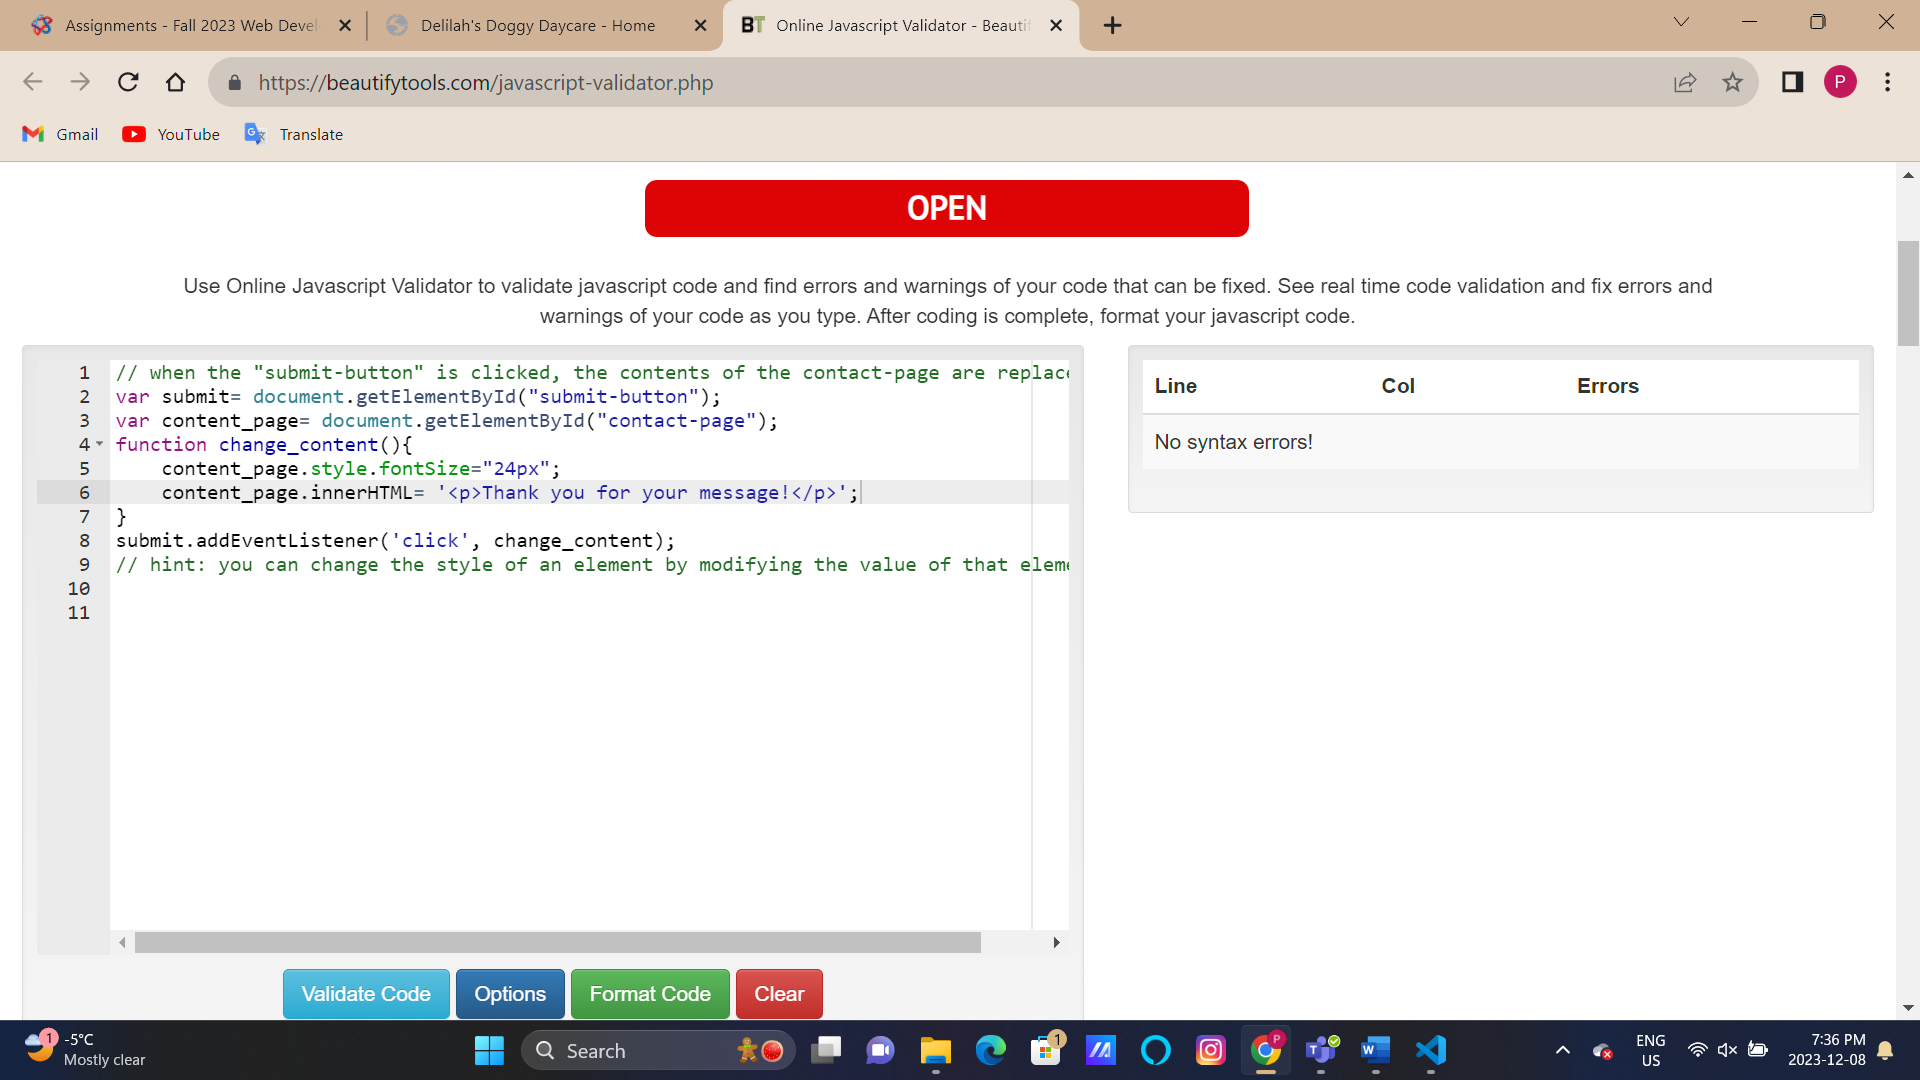 Assignments - Fall 2023 Web Devel
Delilah's Doggy Daycare - Home
BT Online Javascript Validator - Beautif
https://beautifytools.com/javascript-validator.php
P
Gmail
YouTube
Translate
OPEN
Use Online Javascript Validator to validate javascript code and find errors and warnings of your code that can be fixed. See real time code validation and fix errors and
warnings of your code as you type. After coding is complete, format your javascript code.
1 // when the "submit-button" is clicked, the contents of the contact-page are replace
2 var submit= document.getElementById("submit-button");
3 var content_page= document.getElementById("contact-page");
4 function change_content(){
5 content_page.style.fontSize="24px";
6 content_page.innerHTML= '<p>Thank you for your message!</p>';
7 }
8 submit.addEventListener('click', change_content);
9 // hint: you can change the style of an element by modifying the value of that eleme
10
11
Line Col Errors
No syntax errors!
Validate Code
Options
Format Code
Clear
1
-5°C
Mostly clear
Search
1
P
ENG
US
7:36 PM
2023-12-08